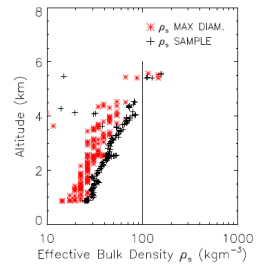 ρs MAX DIAM.
ρs SAMPLE
8
6
4
2
0
Altitude (km)
10 100 1000
Effective Bulk Density ρs (kgm⁻³)